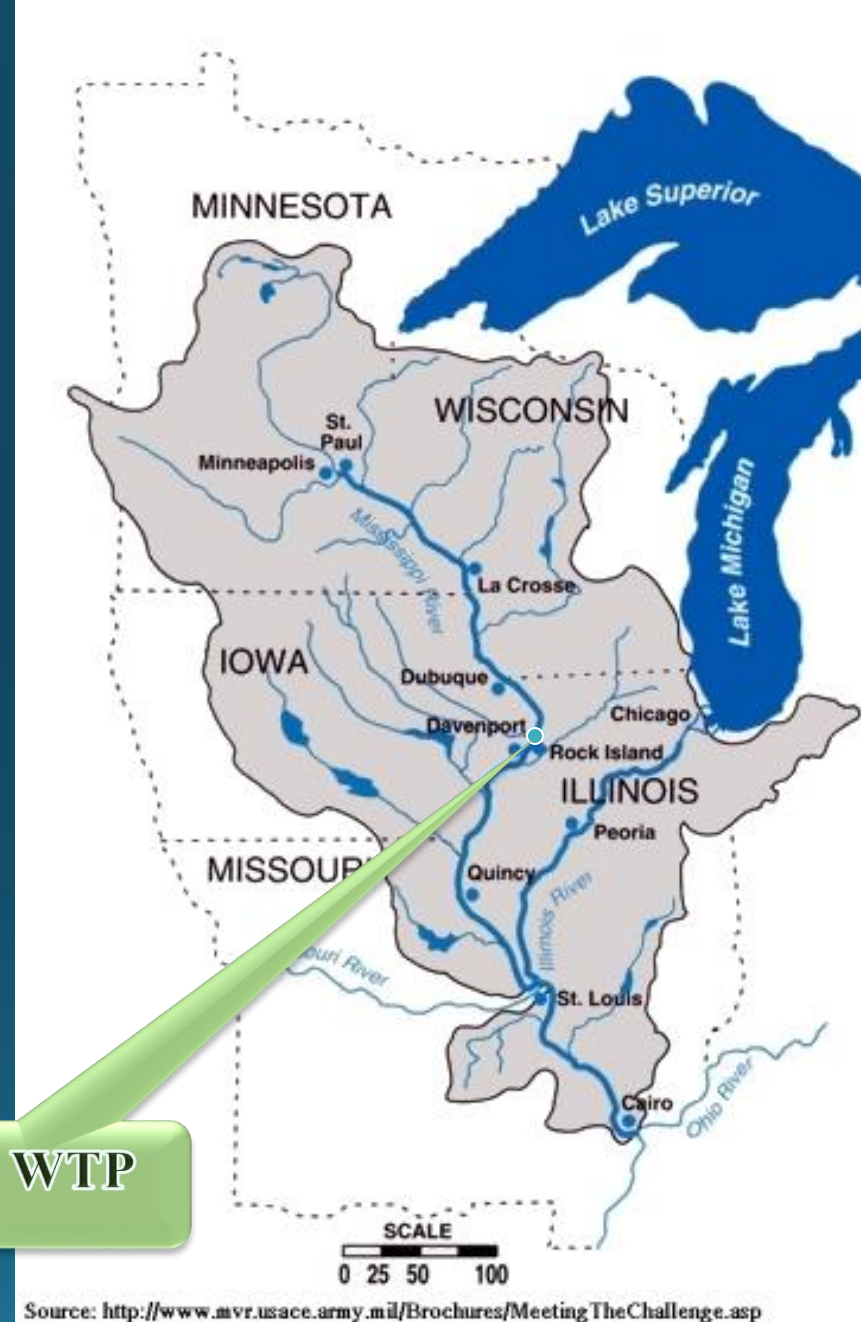 MINNESOTA
Lake Superior
WISCONSIN
St.
Paul
Minneapolis
Mississippi River
La Crosse
Lake Michigan
IOWA
Dubuque
Davenport
Chicago
Rock Island
ILLINOIS
Peoria
MISSOUR
Quincy
Illinois River
ouri River
St. Louis
Cairo
Ohio River
WTP
SCALE
0 25 50 100
Source: http://www.mvr.usace.army.mil/Brochures/MeetingTheChallenge.asp